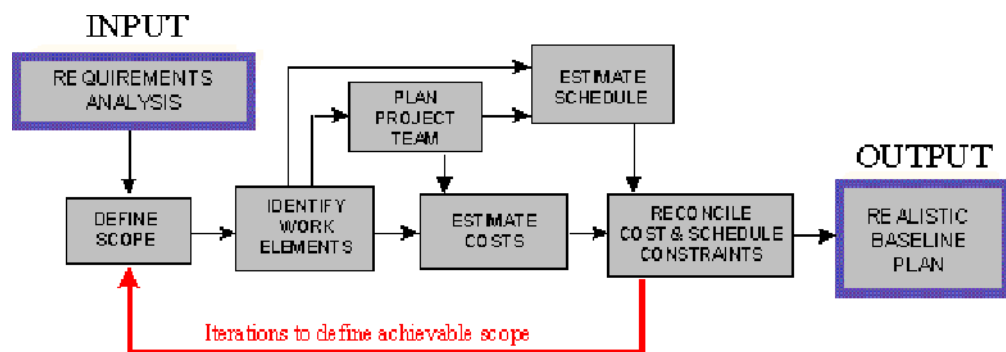 INPUT
REQUIREMENTS
ANALYSIS
ESTIMATE
SCHEDULE
PLAN
PROJECT
TEAM
OUTPUT
DEFINE
SCOPE
IDENTIFY
WORK
ELEMENTS
ESTIMATE
COSTS
RECONCILE
COST & SCHEDULE
CONSTRAINTS
REALISTIC
BASELINE
PLAN
Iterations to define achievable scope